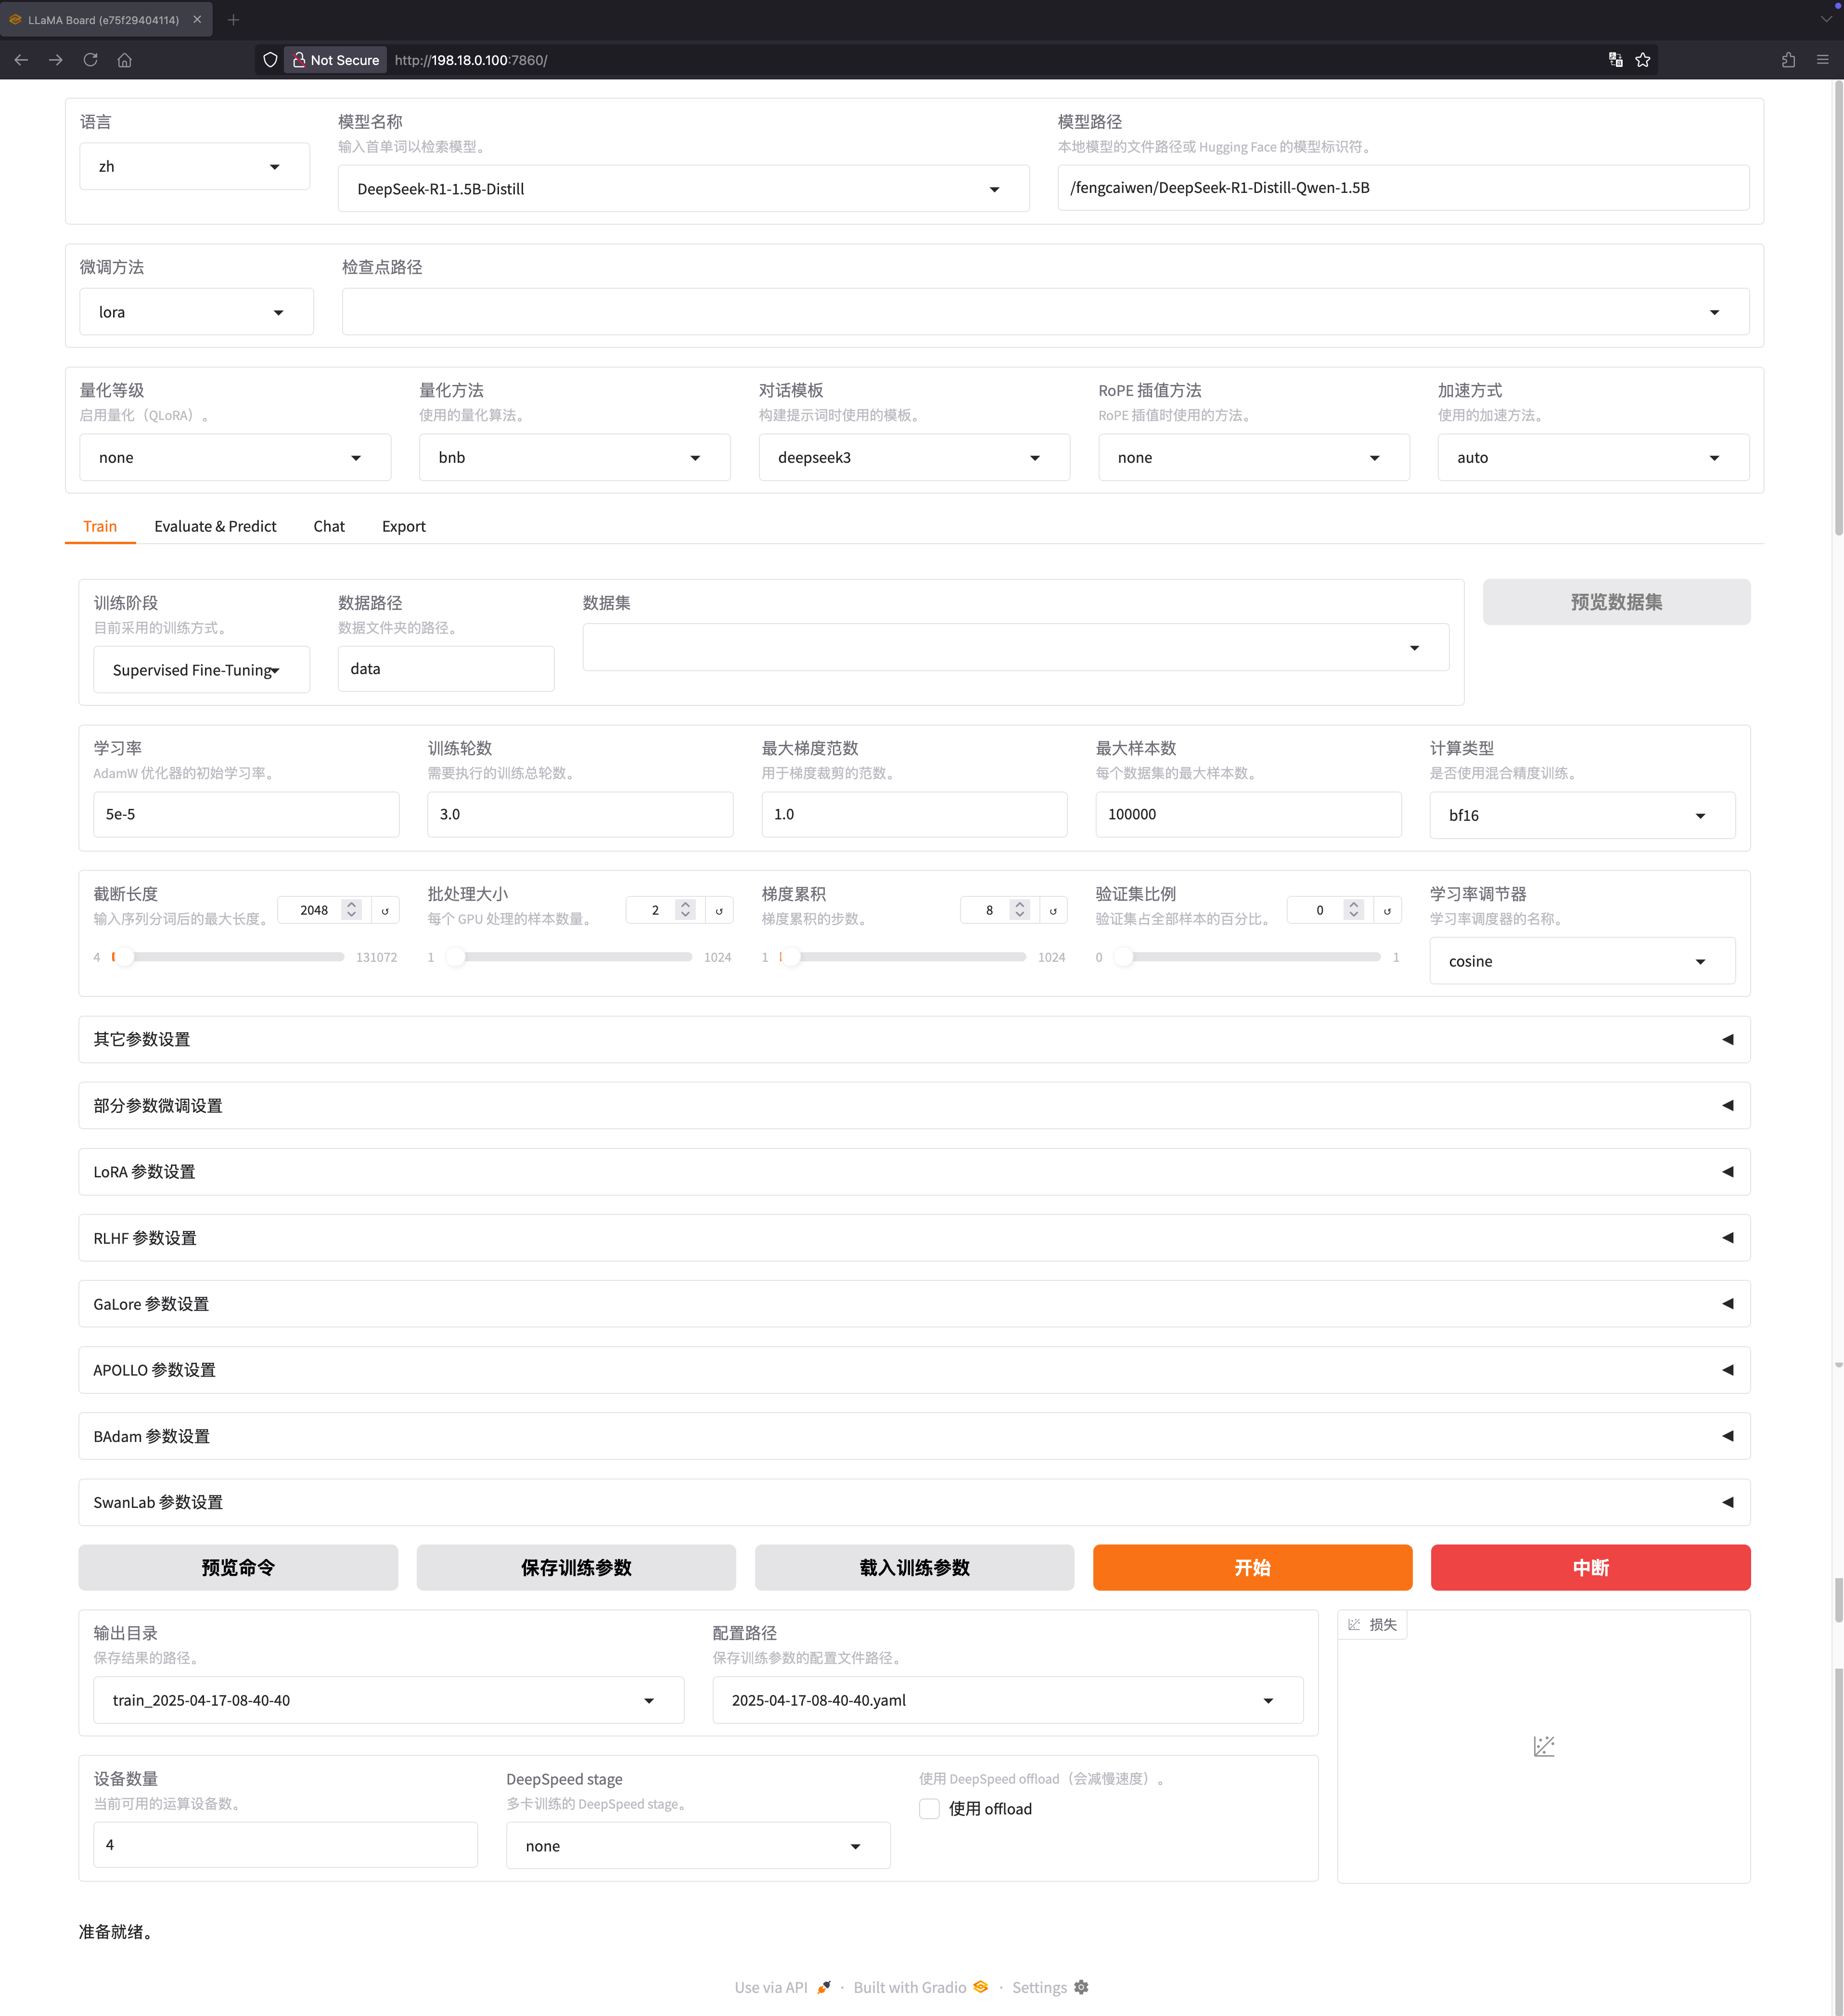 LLaMA Board (e75f29404114)
Not Secure http://198.18.0.100:7860/
语言
zh
模型名称
输入首单词以检索模型。
DeepSeek-R1-1.5B-Distill
模型路径
本地模型的文件路径或 Hugging Face 的模型标识符。
/fengcaiwen/DeepSeek-R1-Distill-Qwen-1.5B
微调方法
lora
检查点路径
量化等级
启用量化（QLoRA）。
none
量化方法
使用的量化算法。
bnb
对话模板
构建提示词时使用的模板。
deepseek3
RoPE 插值方法
RoPE 插值时使用的方法。
none
加速方式
使用的加速方法。
auto
Train Evaluate & Predict Chat Export
训练阶段
目前采用的训练方式。
Supervised Fine-Tuning
数据路径
数据文件夹的路径。
data
数据集
预览数据集
学习率
AdamW 优化器的初始学习率。
5e-5
训练轮数
需要执行的训练总轮数。
3.0
最大梯度范数
用于梯度裁剪的范数。
1.0
最大样本数
每个数据集的最大样本数。
100000
计算类型
是否使用混合精度训练。
bf16
截断长度
输入序列分词后的最大长度。
2048
4 131072
批处理大小
每个 GPU 处理的样本数量。
2
1 1024
梯度累积
梯度累积的步数。
8
1 1024
验证集比例
验证集占全部样本的百分比。
0
0 1
学习率调节器
学习率调度器的名称。
cosine
其它参数设置
部分参数微调设置
LoRA 参数设置
RLHF 参数设置
GaLore 参数设置
APOLLO 参数设置
BAdam 参数设置
SwanLab 参数设置
预览命令 保存训练参数 载入训练参数 开始 中断
输出目录
保存结果的路径。
train_2025-04-17-08-40-40
配置路径
保存训练参数的配置文件路径。
2025-04-17-08-40-40.yaml
损失
设备数量
当前可用的运算设备数。
4
DeepSpeed stage
多卡训练的 DeepSpeed stage。
none
使用 DeepSpeed offload（会减慢速度）。
使用 offload
准备就绪。
Use via API · Built with Gradio · Settings